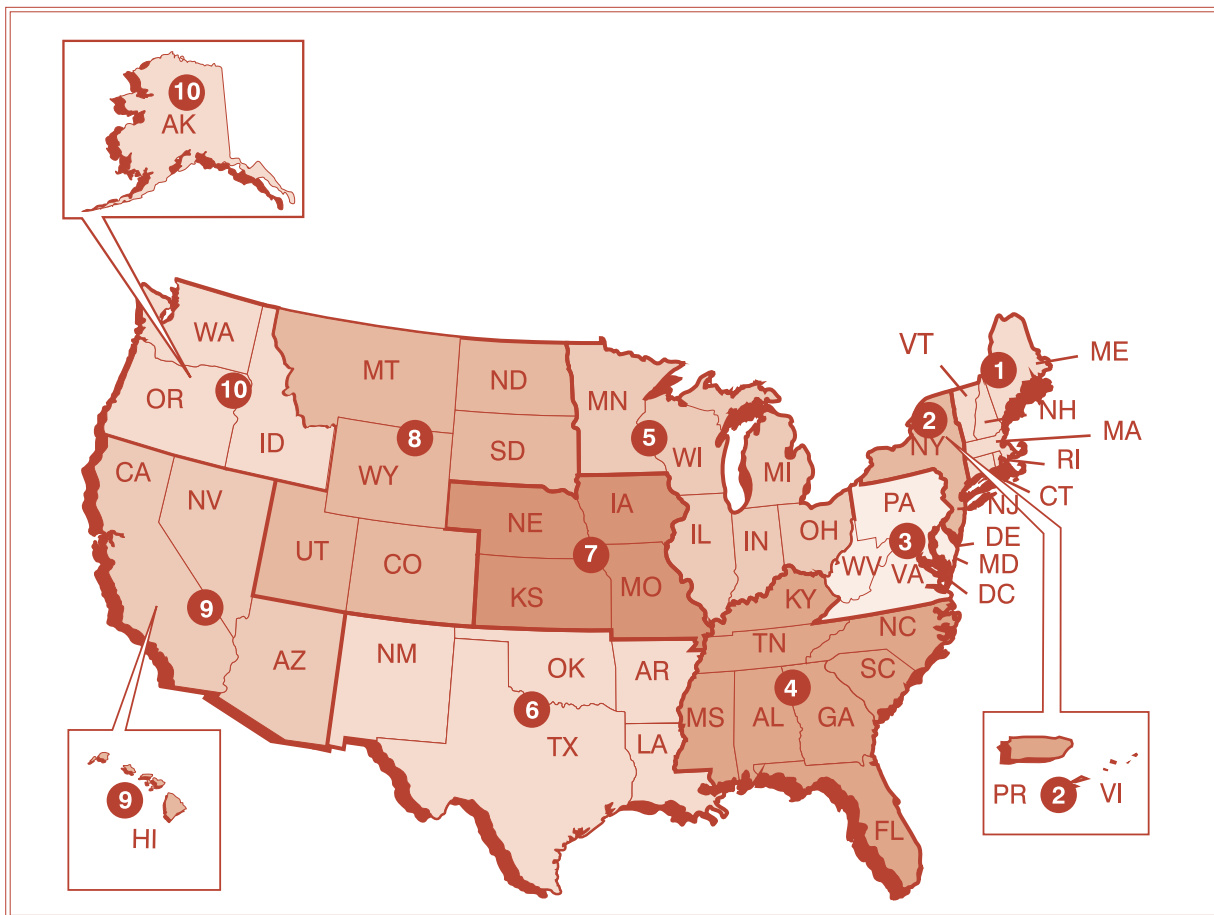 10
AK
WA
OR
10
ID
MT
ND
8
WY
SD
MN
5
WI
MI
VT
1
ME
2
NY
NH
MA
RI
CT
NJ
DE
MD
DC
CA
NV
UT
CO
NE
IA
7
KS
MO
IL
IN
OH
PA
3
WV
VA
KY
9
AZ
NM
OK
AR
6
TX
LA
TN
NC
SC
4
MS
AL
GA
FL
9
HI
PR
2
VI